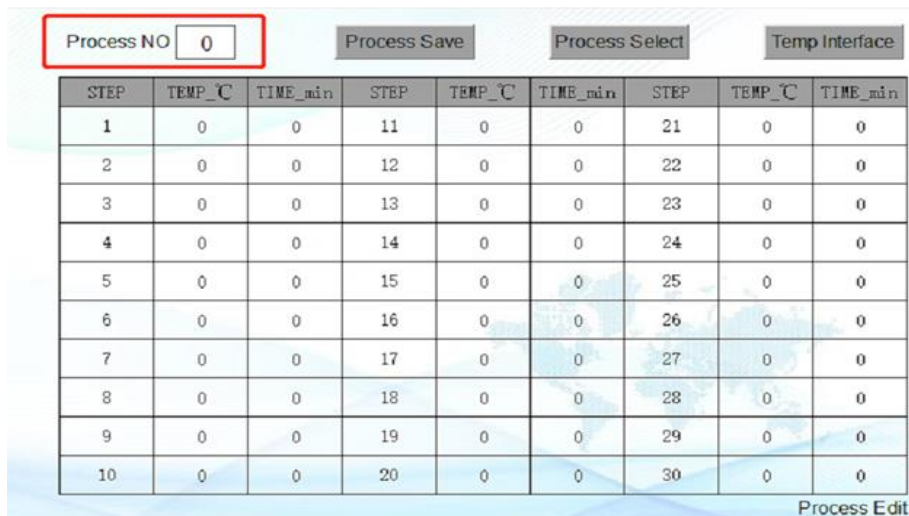 Process NO 0 Process Save Process Select Temp Interface
STEP TEMP_℃ TIME_min STEP TEMP_℃ TIME_min STEP TEMP_℃ TIME_min
1 0 0 11 0 0 21 0 0
2 0 0 12 0 0 22 0 0
3 0 0 13 0 0 23 0 0
4 0 0 14 0 0 24 0 0
5 0 0 15 0 0 25 0 0
6 0 0 16 0 0 26 0 0
7 0 0 17 0 0 27 0 0
8 0 0 18 0 0 28 0 0
9 0 0 19 0 0 29 0 0
10 0 0 20 0 0 30 0 0
Process Edit